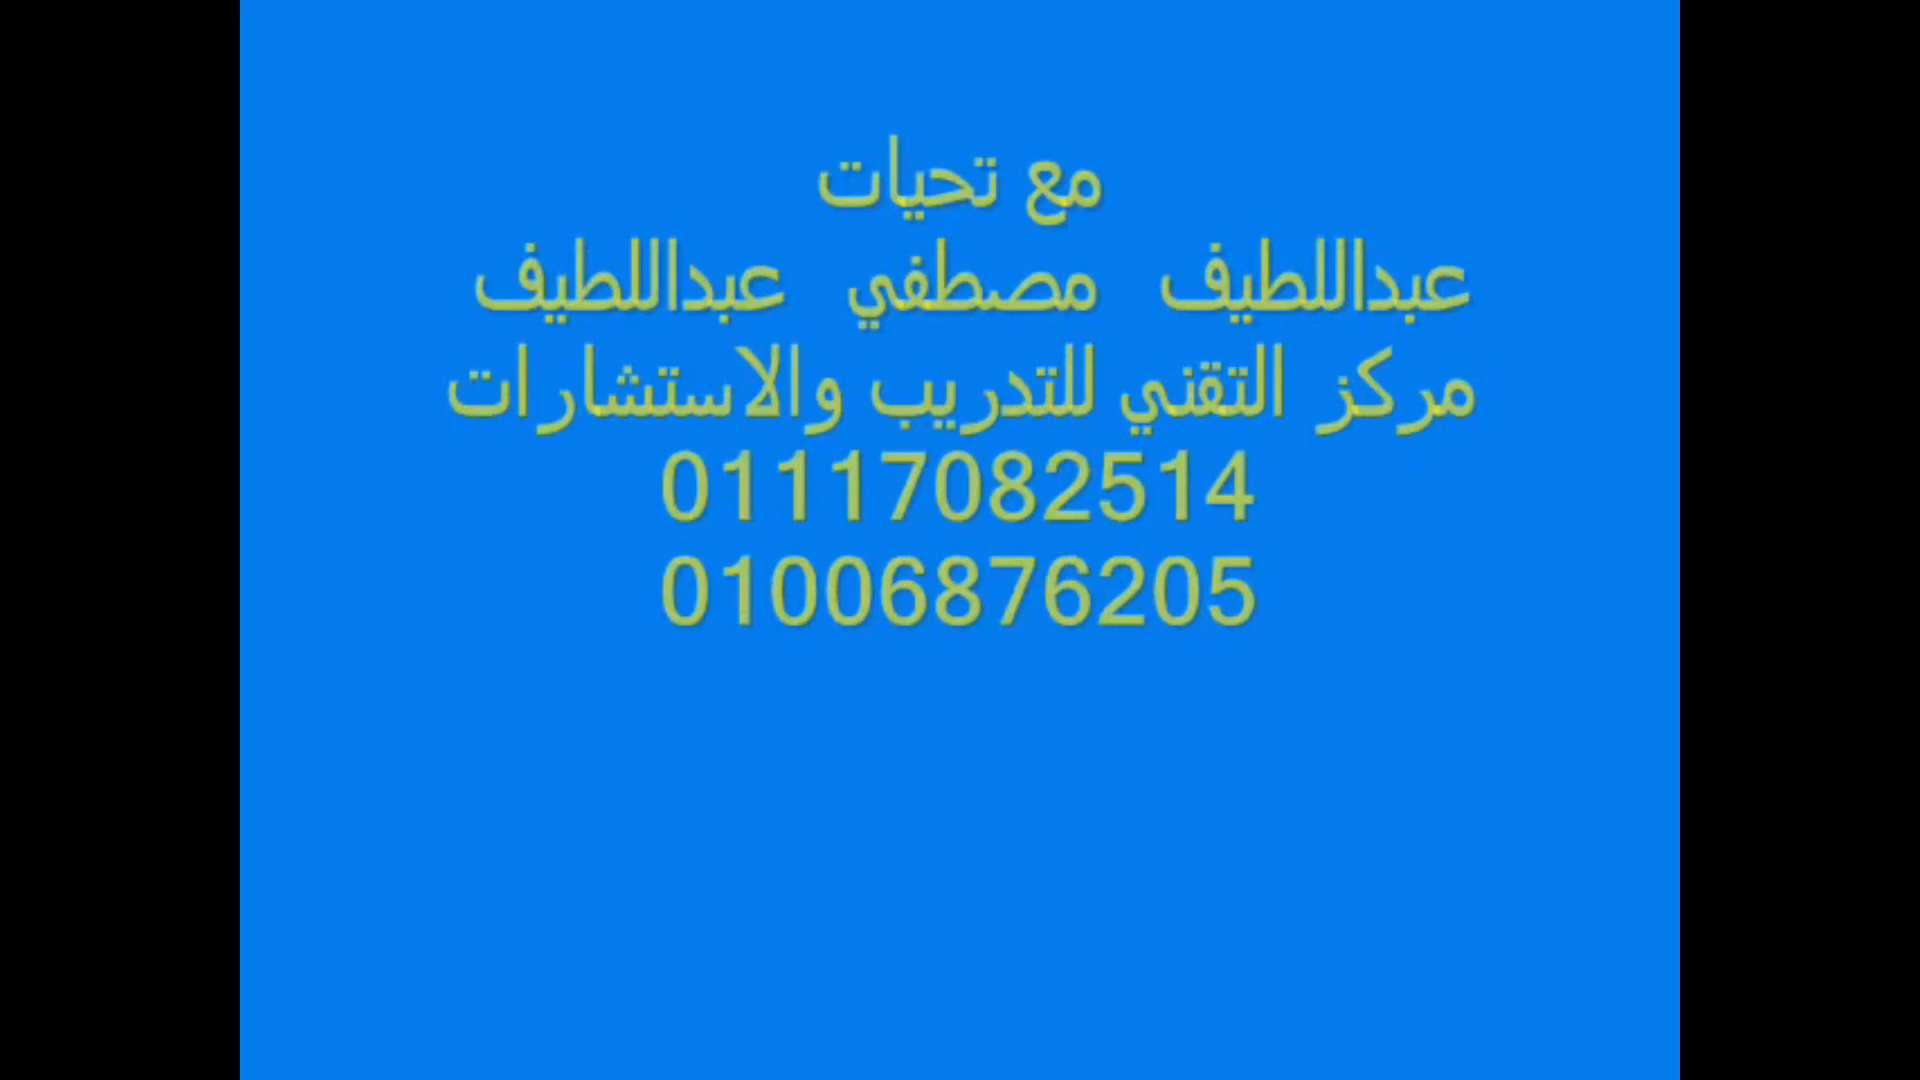 مع تحيات
عبداللطيف مصطفي عبداللطيف
مركز التقني للتدريب والاستشارات
01117082514
01006876205